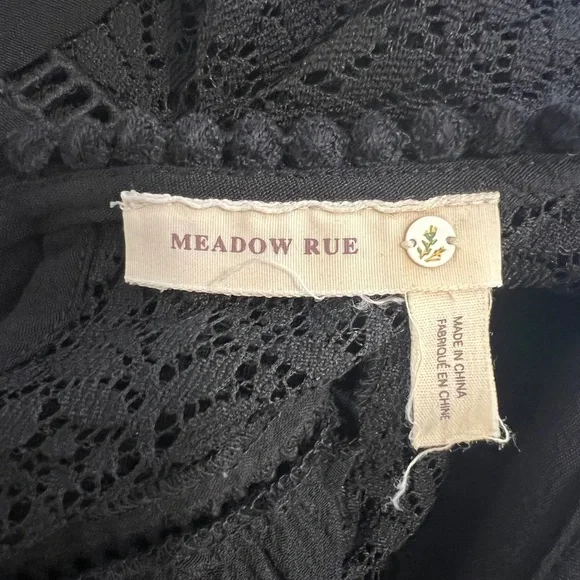 MEADOW RUE
MADE IN CHINA
FABRIQUÉ EN CHINE